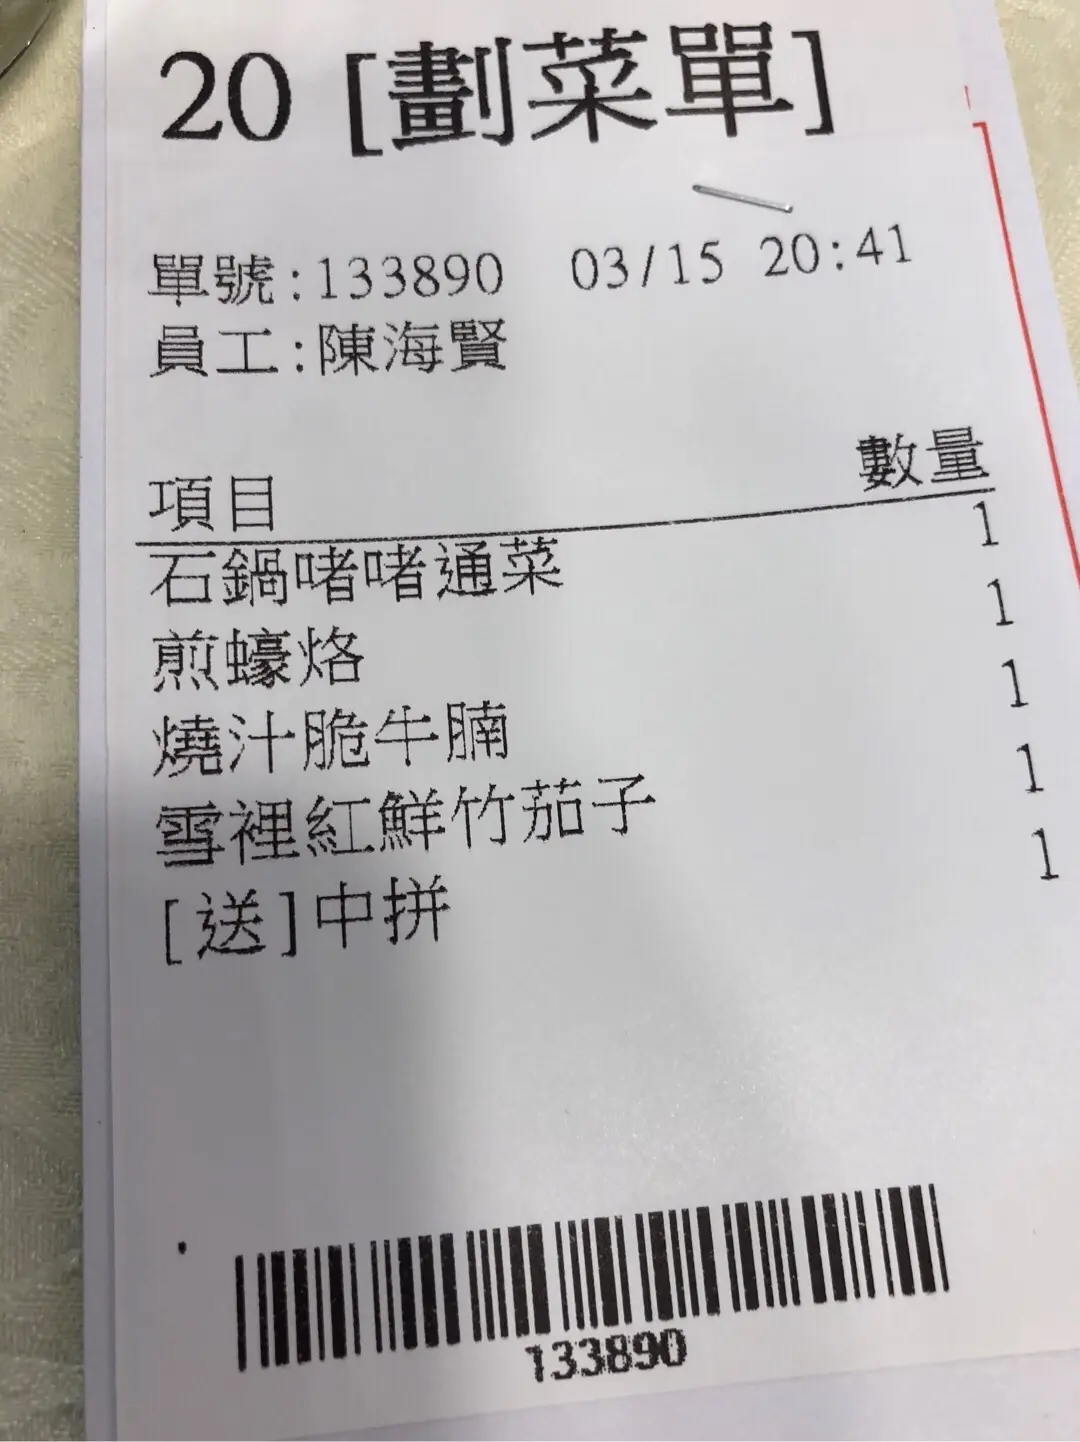 20 [劃菜單]
單號:133890 03/15 20:41
員工:陳海賢
項目 數量
石鍋啫啫通菜 1
煎蠔烙 1
燒汁脆牛腩 1
雪裡紅鮮竹茄子 1
[送]中拼 1
133890